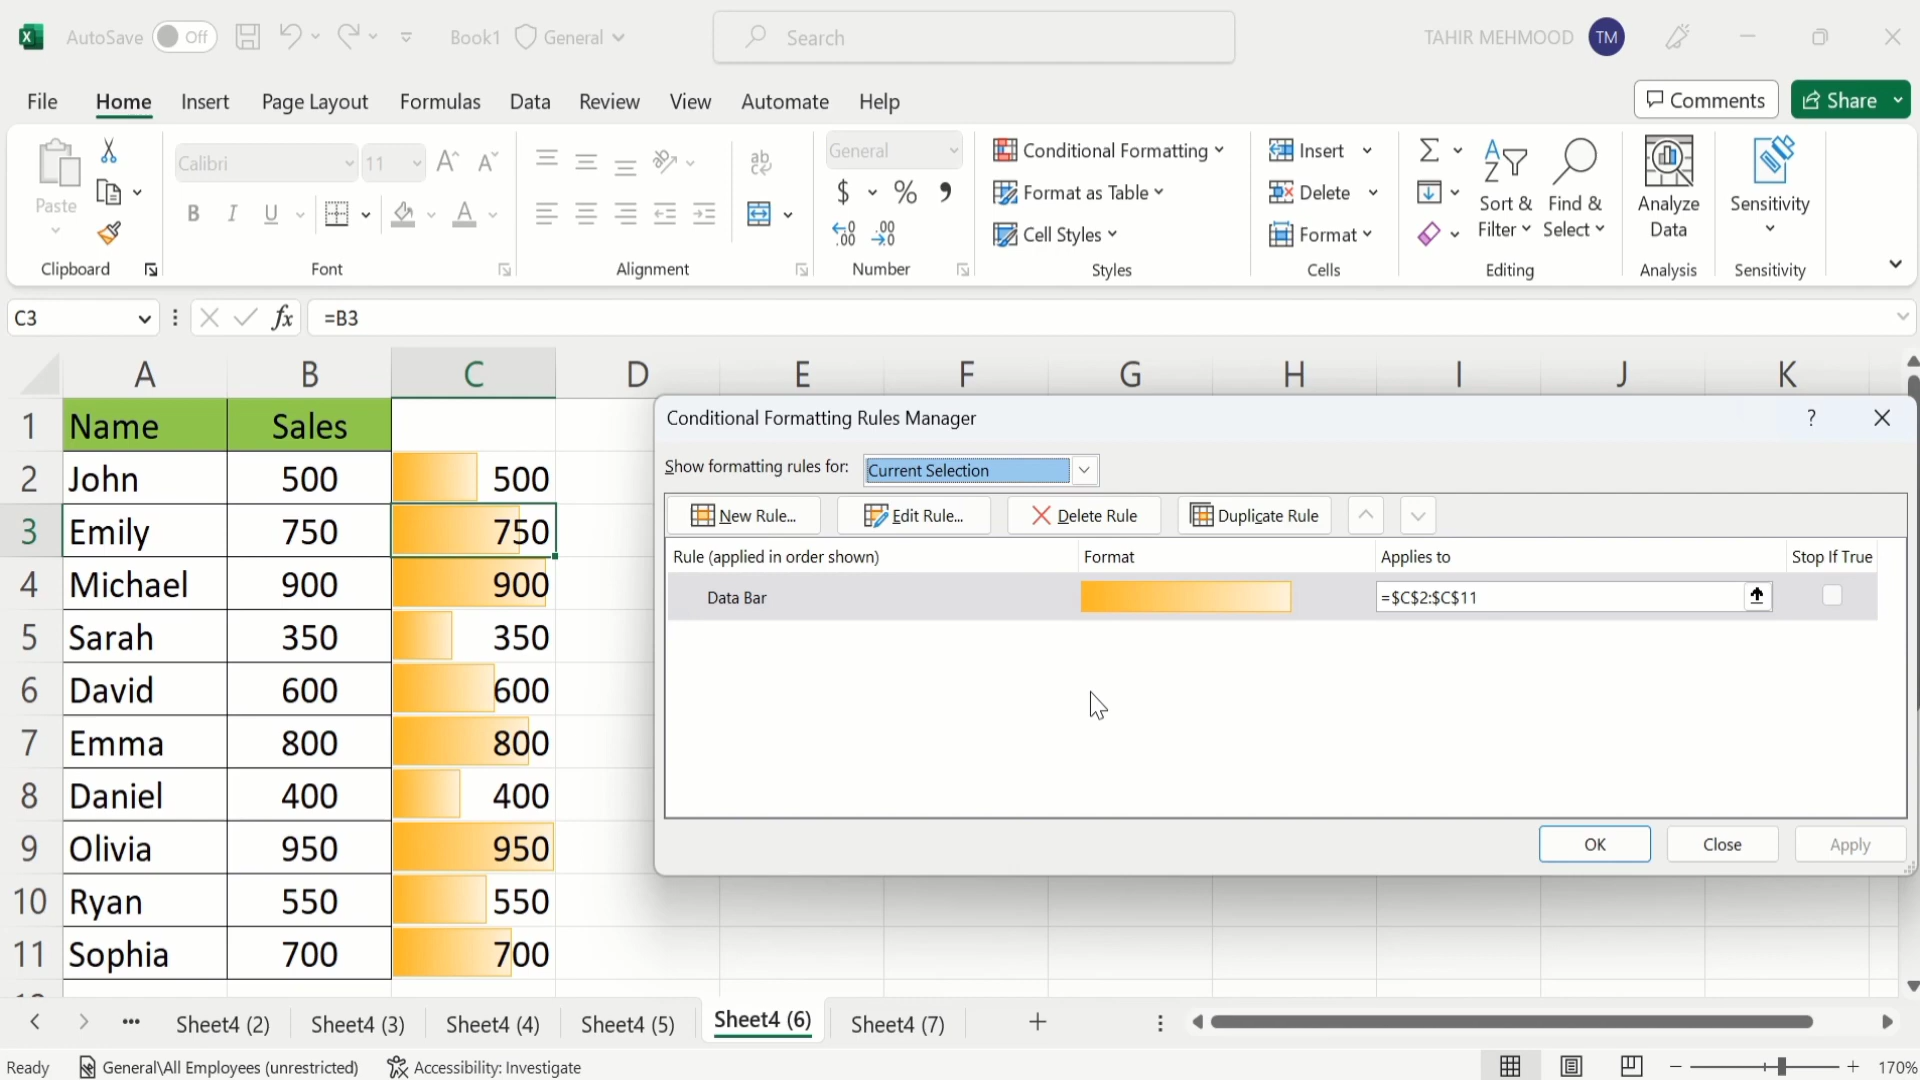 AutoSave Off Book1 General Search TAHIR MEHMOOD TM
File Home Insert Page Layout Formulas Data Review View Automate Help Comments Share
Paste
Clipboard
Calibri 11
B I U A
Font
ab
Alignment
General
$ % ,
.00 .00
Number
Conditional Formatting
Format as Table
Cell Styles
Styles
Insert
Delete
Format
Cells
Sort &
Filter
Find &
Select
Editing
Analyze
Data
Analysis
Sensitivity
Sensitivity
C3 fx =B3
A B C D E F G H I J K
1 Name Sales
2 John 500 500
3 Emily 750 750
4 Michael 900 900
5 Sarah 350 350
6 David 600 600
7 Emma 800 800
8 Daniel 400 400
9 Olivia 950 950
10 Ryan 550 550
11 Sophia 700 700
Conditional Formatting Rules Manager ?
Show formatting rules for: Current Selection
New Rule... Edit Rule... Delete Rule Duplicate Rule
Rule (applied in order shown) Format Applies to Stop If True
Data Bar =$C$2:$C$11
OK Close Apply
Sheet4 (2) Sheet4 (3) Sheet4 (4) Sheet4 (5) Sheet4 (6) Sheet4 (7)
Ready General\All Employees (unrestricted) Accessibility: Investigate 170%